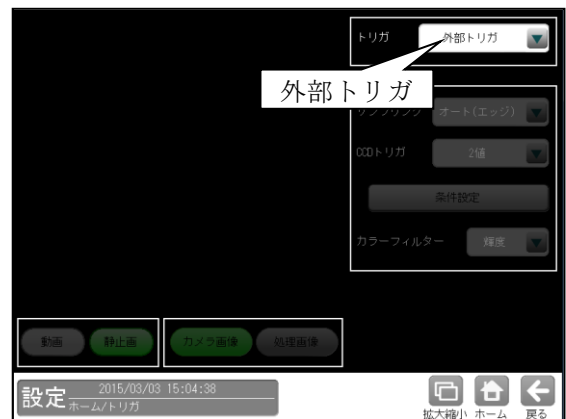 トリガ 外部トリガ
外部トリガ
サンプリング オート(エッジ)
CCDトリガ 2値
条件設定
カラーフィルター 輝度
動画 静止画 カメラ画像 処理画像
設定 2015/03/03 15:04:38
ホーム/トリガ
拡大縮小 ホーム 戻る